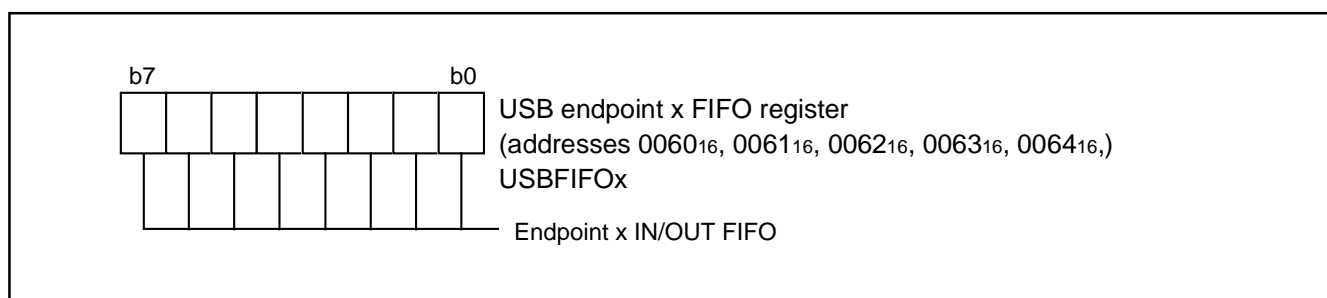 b7 b0
USB endpoint x FIFO register
(addresses 006016, 006116, 006216, 006316, 006416,)
USBFIFOx
Endpoint x IN/OUT FIFO